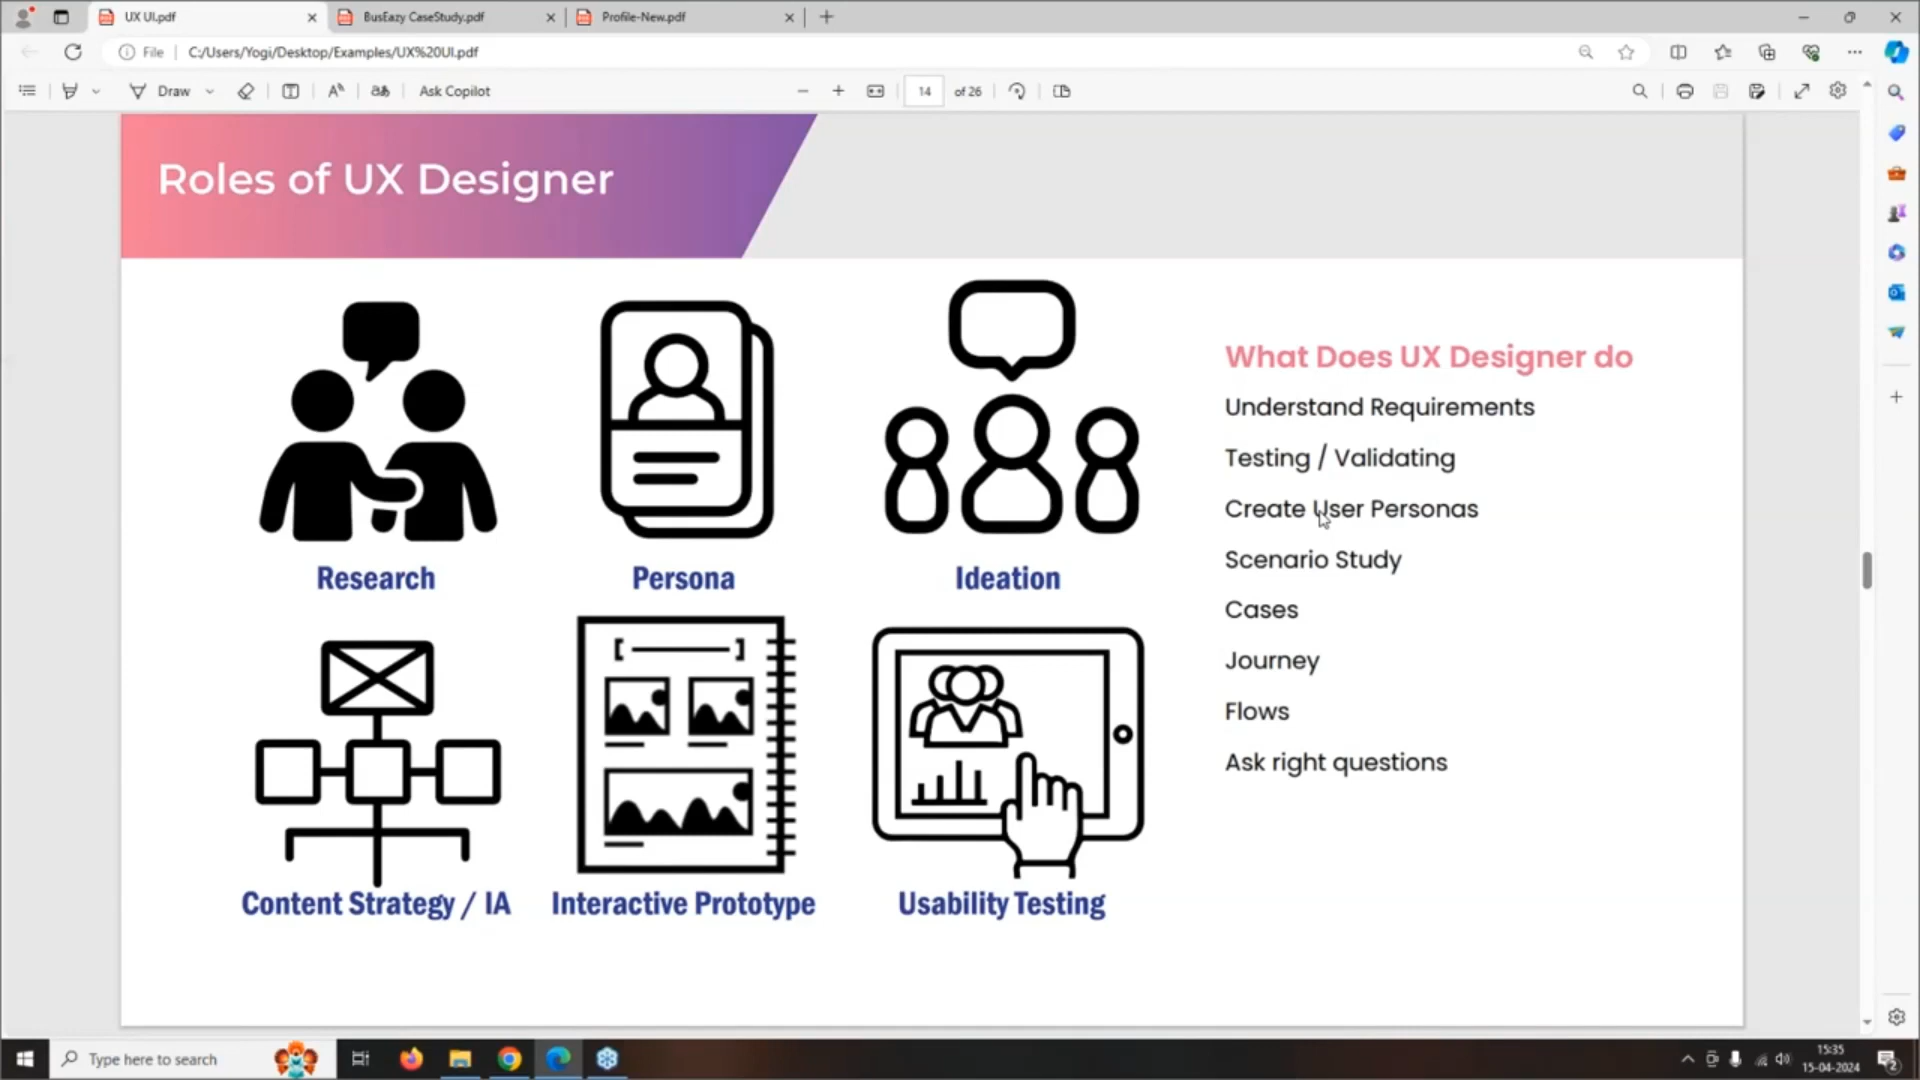 UX UI.pdf
BusEazy CaseStudy.pdf
Profile-New.pdf
File
C:/Users/Yogi/Desktop/Examples/UX%20UI.pdf
Draw
Ask Copilot
14
of 26
Roles of UX Designer
Research
Persona
Ideation
Content Strategy / IA
Interactive Prototype
Usability Testing
What Does UX Designer do
Understand Requirements
Testing / Validating
Create User Personas
Scenario Study
Cases
Journey
Flows
Ask right questions
Type here to search
15:35
15-04-2024
2